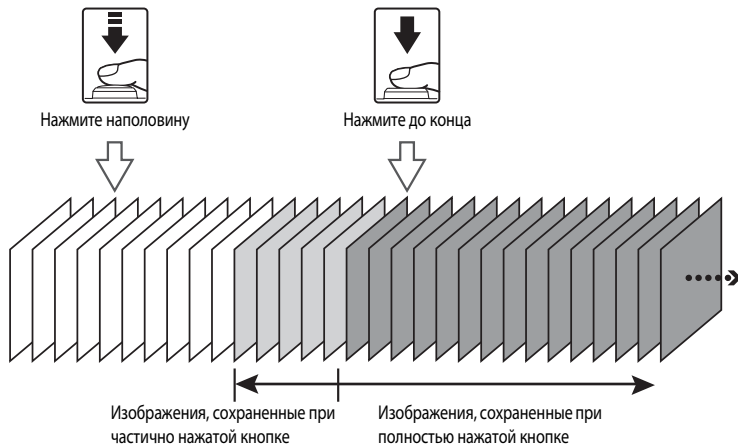 Нажмите наполовину
Нажмите до конца
Изображения, сохраненные при
частично нажатой кнопке
Изображения, сохраненные при
полностью нажатой кнопке